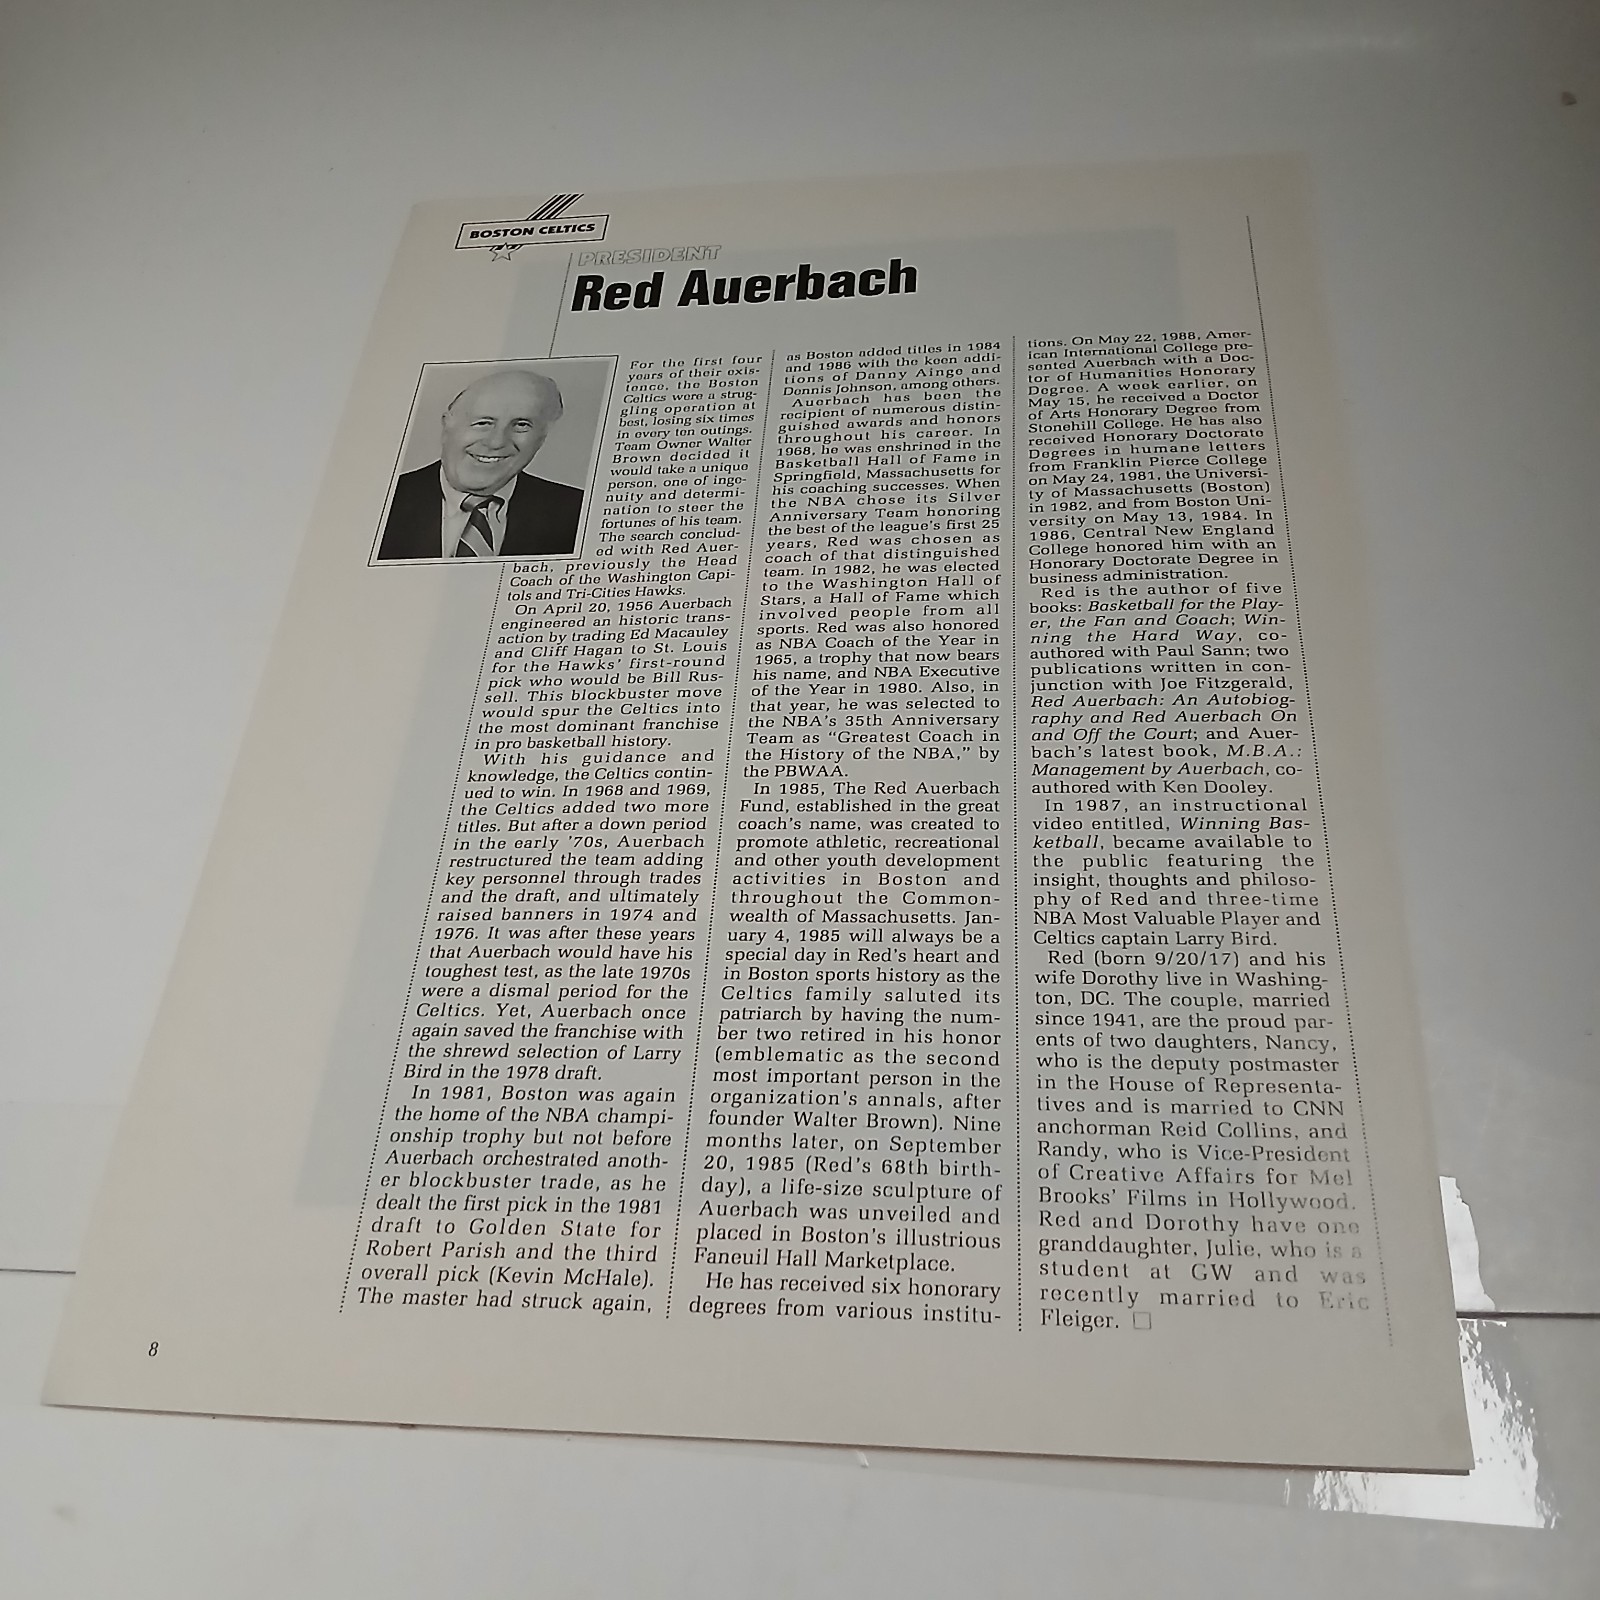 BOSTON CELTICS
PRESIDENT
Red Auerbach
For the first four
years of their exis-
tence, the Boston
Celtics were a strug-
gling operation at
best, losing six times
in every ten outings.
Team Owner Walter
Brown decided it
would take a unique
person, one of inge-
nuity and determi-
nation to steer the
fortunes of his team.
The search conclud-
ed with Red Auer-
bach, previously the Head
Coach of the Washington Capi-
tols and Tri-Cities Hawks.
On April 20, 1956 Auerbach
engineered an historic trans-
action by trading Ed Macauley
and Cliff Hagan to St. Louis
for the Hawks' first-round
pick who would be Bill Rus-
sell. This blockbuster move
would spur the Celtics into
the most dominant franchise
in pro basketball history.
With his guidance and
knowledge, the Celtics contin-
ued to win. In 1968 and 1969,
the Celtics added two more
titles. But after a down period
in the early '70s, Auerbach
restructured the team adding
key personnel through trades
and the draft, and ultimately
raised banners in 1974 and
1976. It was after these years
that Auerbach would have his
toughest test, as the late 1970s
were a dismal period for the
Celtics. Yet, Auerbach once
again saved the franchise with
the shrewd selection of Larry
Bird in the 1978 draft.
In 1981, Boston was again
the home of the NBA champi-
onship trophy but not before
Auerbach orchestrated anoth-
er blockbuster trade, as he
dealt the first pick in the 1981
draft to Golden State for
Robert Parish and the third
overall pick (Kevin McHale).
The master had struck again,
as Boston added titles in 1984
and 1986 with the keen addi-
tions of Danny Ainge and
Dennis Johnson, among others.
Auerbach has been the
recipient of numerous distin-
guished awards and honors
throughout his career. In
1968, he was enshrined in the
Basketball Hall of Fame in
Springfield, Massachusetts for
his coaching successes. When
the NBA chose its Silver
Anniversary Team honoring
the best of the league's first 25
years, Red was chosen as
coach of that distinguished
team. In 1982, he was elected
to the Washington Hall of
Stars, a Hall of Fame which
involved people from all
sports. Red was also honored
as NBA Coach of the Year in
1965, a trophy that now bears
his name, and NBA Executive
of the Year in 1980. Also, in
that year, he was selected to
the NBA's 35th Anniversary
Team as "Greatest Coach in
the History of the NBA," by
the PBWAA.
In 1985, The Red Auerbach
Fund, established in the great
coach's name, was created to
promote athletic, recreational
and other youth development
activities in Boston and
throughout the Common-
wealth of Massachusetts. Jan-
uary 4, 1985 will always be a
special day in Red's heart and
in Boston sports history as the
Celtics family saluted its
patriarch by having the num-
ber two retired in his honor
(emblematic as the second
most important person in the
organization's annals, after
founder Walter Brown). Nine
months later, on September
20, 1985 (Red's 68th birth-
day), a life-size sculpture of
Auerbach was unveiled and
placed in Boston's illustrious
Faneuil Hall Marketplace.
He has received six honorary
degrees from various institu-
tions. On May 22, 1988, Amer-
ican International College pre-
sented Auerbach with a Doc-
tor of Humanities Honorary
Degree. A week earlier, on
May 15, he received a Doctor
of Arts Honorary Degree from
Stonehill College. He has also
received Honorary Doctorate
Degrees in humane letters
from Franklin Pierce College
on May 24, 1981, the Universi-
ty of Massachusetts (Boston)
in 1982, and from Boston Uni-
versity on May 13, 1984. In
1986, Central New England
College honored him with an
Honorary Doctorate Degree in
business administration.
Red is the author of five
books: Basketball for the Play-
er, the Fan and Coach; Win-
ning the Hard Way, co-
authored with Paul Sann; two
publications written in con-
junction with Joe Fitzgerald,
Red Auerbach: An Autobiog-
raphy and Red Auerbach On
and Off the Court; and Auer-
bach's latest book, M.B.A.:
Management by Auerbach, co-
authored with Ken Dooley.
In 1987, an instructional
video entitled, Winning Bas-
ketball, became available to
the public featuring the
insight, thoughts and philoso-
phy of Red and three-time
NBA Most Valuable Player and
Celtics captain Larry Bird.
Red (born 9/20/17) and his
wife Dorothy live in Washing-
ton, DC. The couple, married
since 1941, are the proud par-
ents of two daughters, Nancy,
who is the deputy postmaster
in the House of Representa-
tives and is married to CNN
anchorman Reid Collins, and
Randy, who is Vice-President
of Creative Affairs for Mel
Brooks' Films in Hollywood.
Red and Dorothy have one
granddaughter, Julie, who is a
student at GW and was
recently married to Eric
Fleiger. □
8